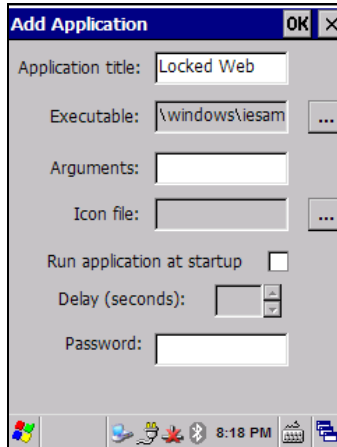 Add Application OK
Application title: Locked Web
Executable: \windows\iesam ...
Arguments:
Icon file: ...
Run application at startup
Delay (seconds):
Password:
8:18 PM